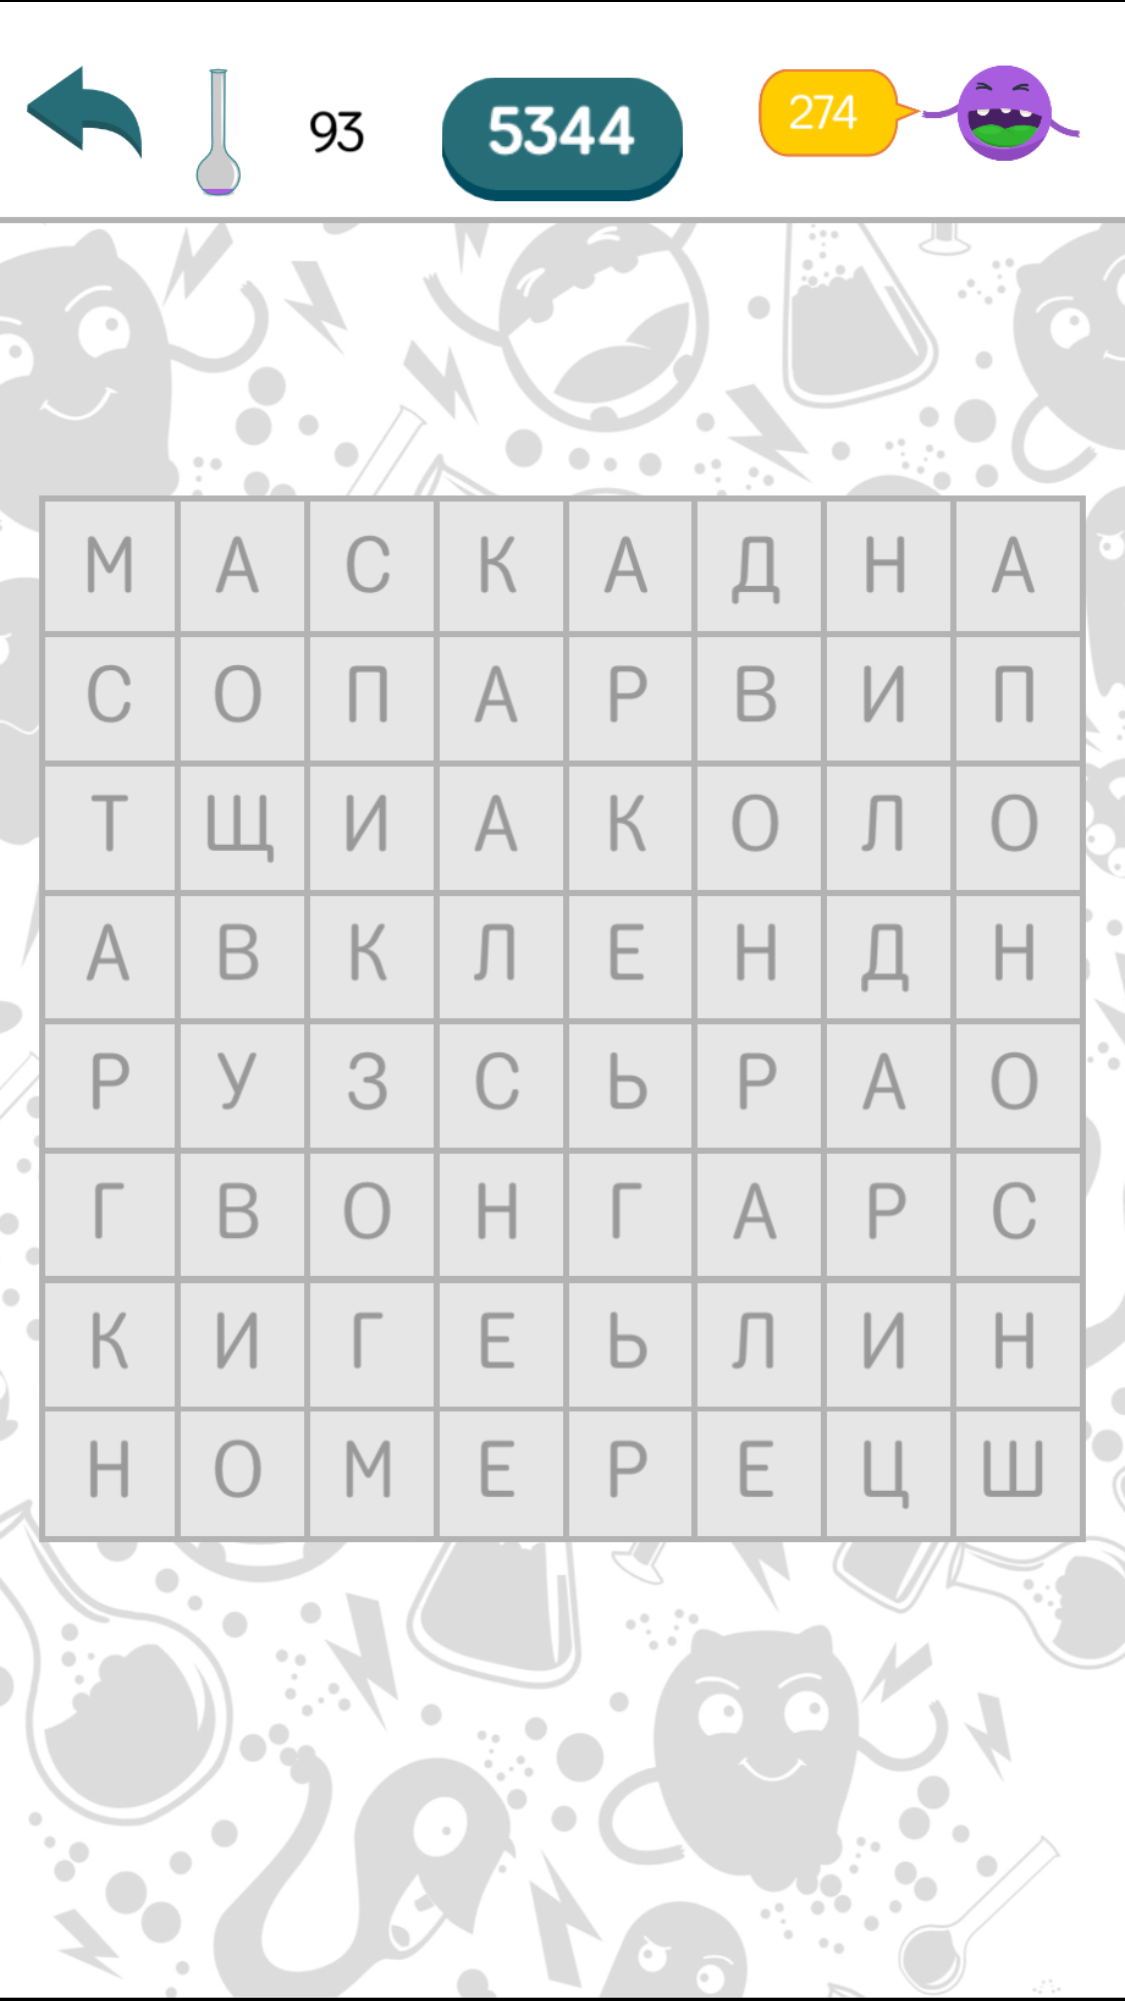 93 5344 274
М А С К А Д Н А
С О П А Р В И П
Т Щ И А К О Л О
А В К Л Е Н Д Н
Р У З С Ь Р А О
Г В О Н Г А Р С
К И Г Е Ь Л И Н
Н О М Е Р Е Ц Ш